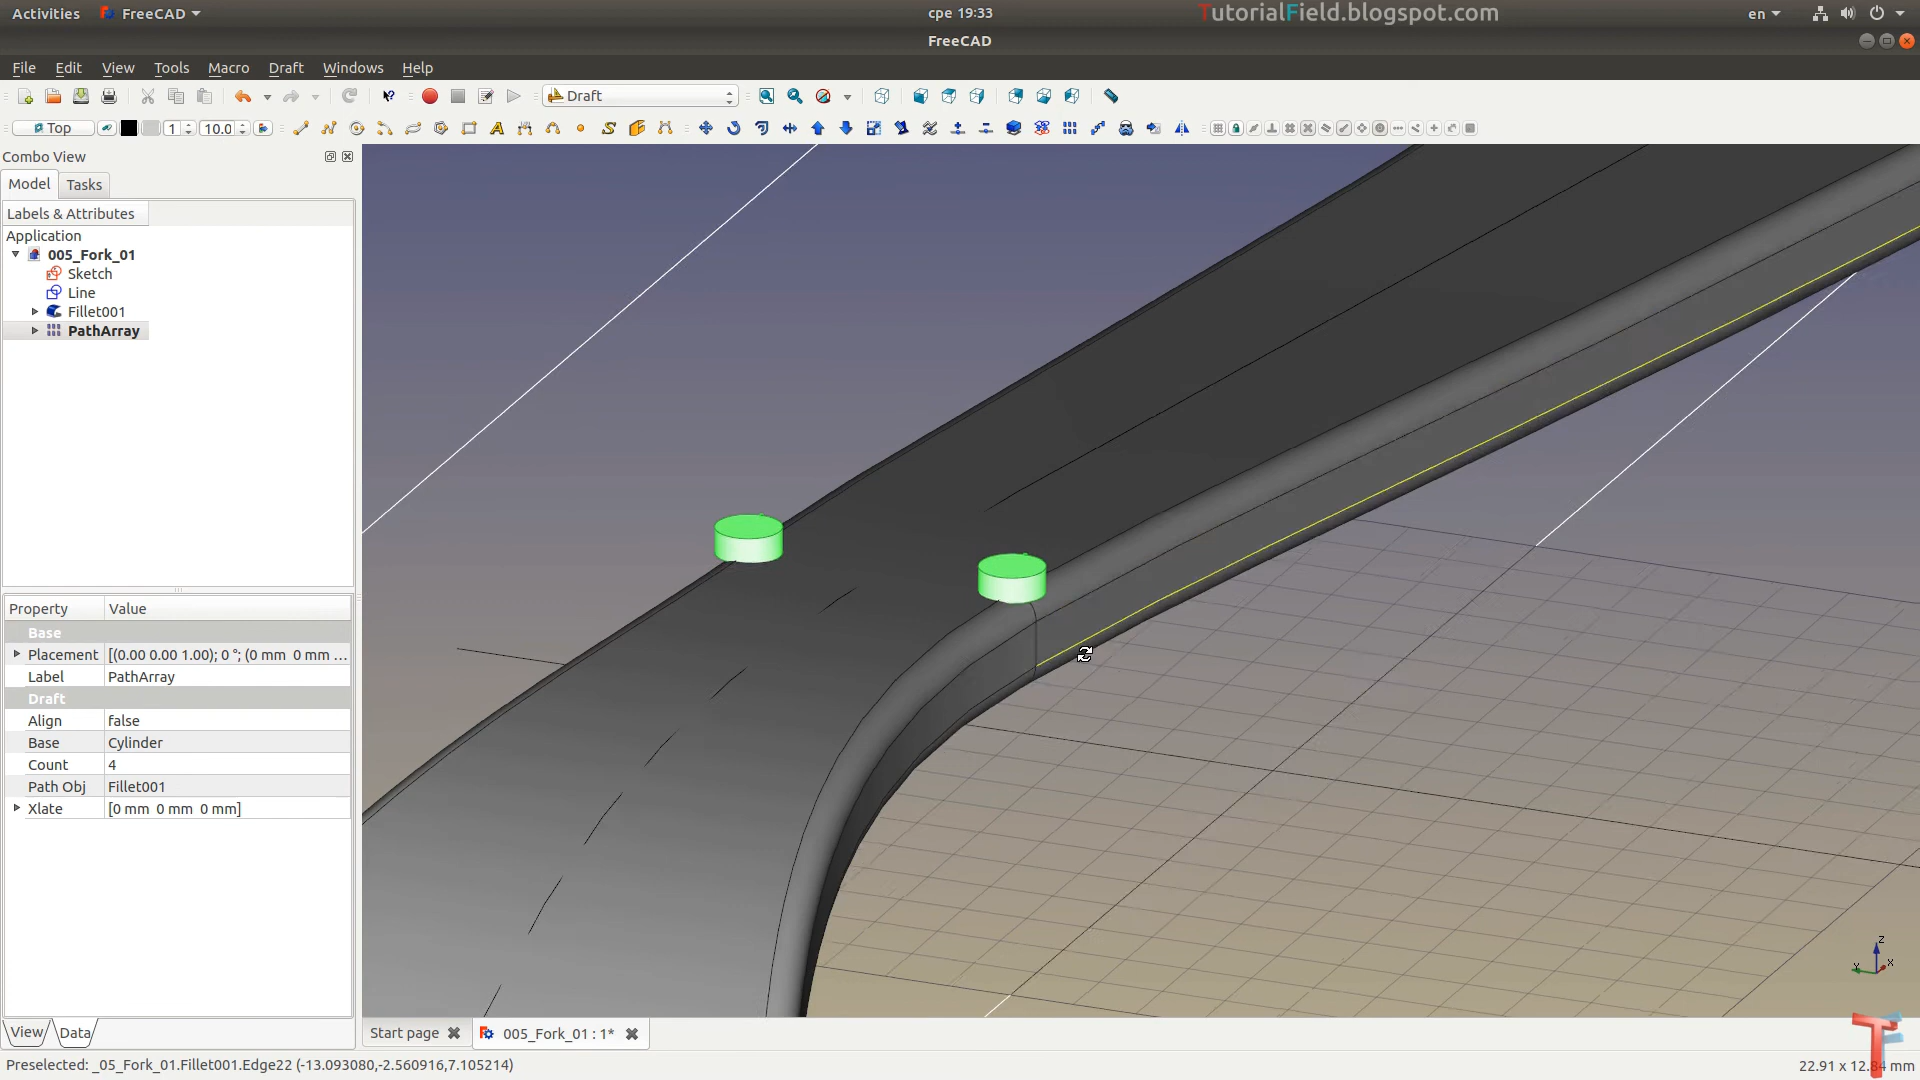 Activities FreeCAD сре 19:33 TutorialField.blogspot.com en
FreeCAD
File Edit View Tools Macro Draft Windows Help
Draft
Top 1 10.0
Combo View
Model Tasks
Labels & Attributes
Application
005_Fork_01
Sketch
Line
Fillet001
PathArray
Property Value
Base
Placement [(0.00 0.00 1.00); 0 °; (0 mm 0 mm ...
Label PathArray
Draft
Align false
Base Cylinder
Count 4
Path Obj Fillet001
Xlate [0 mm 0 mm 0 mm]
Z
Y X
View Data
Start page 005_Fork_01 : 1*
Preselected: _05_Fork_01.Fillet001.Edge22 (-13.093080,-2.560916,7.105214)
22.91 x 12.84 mm